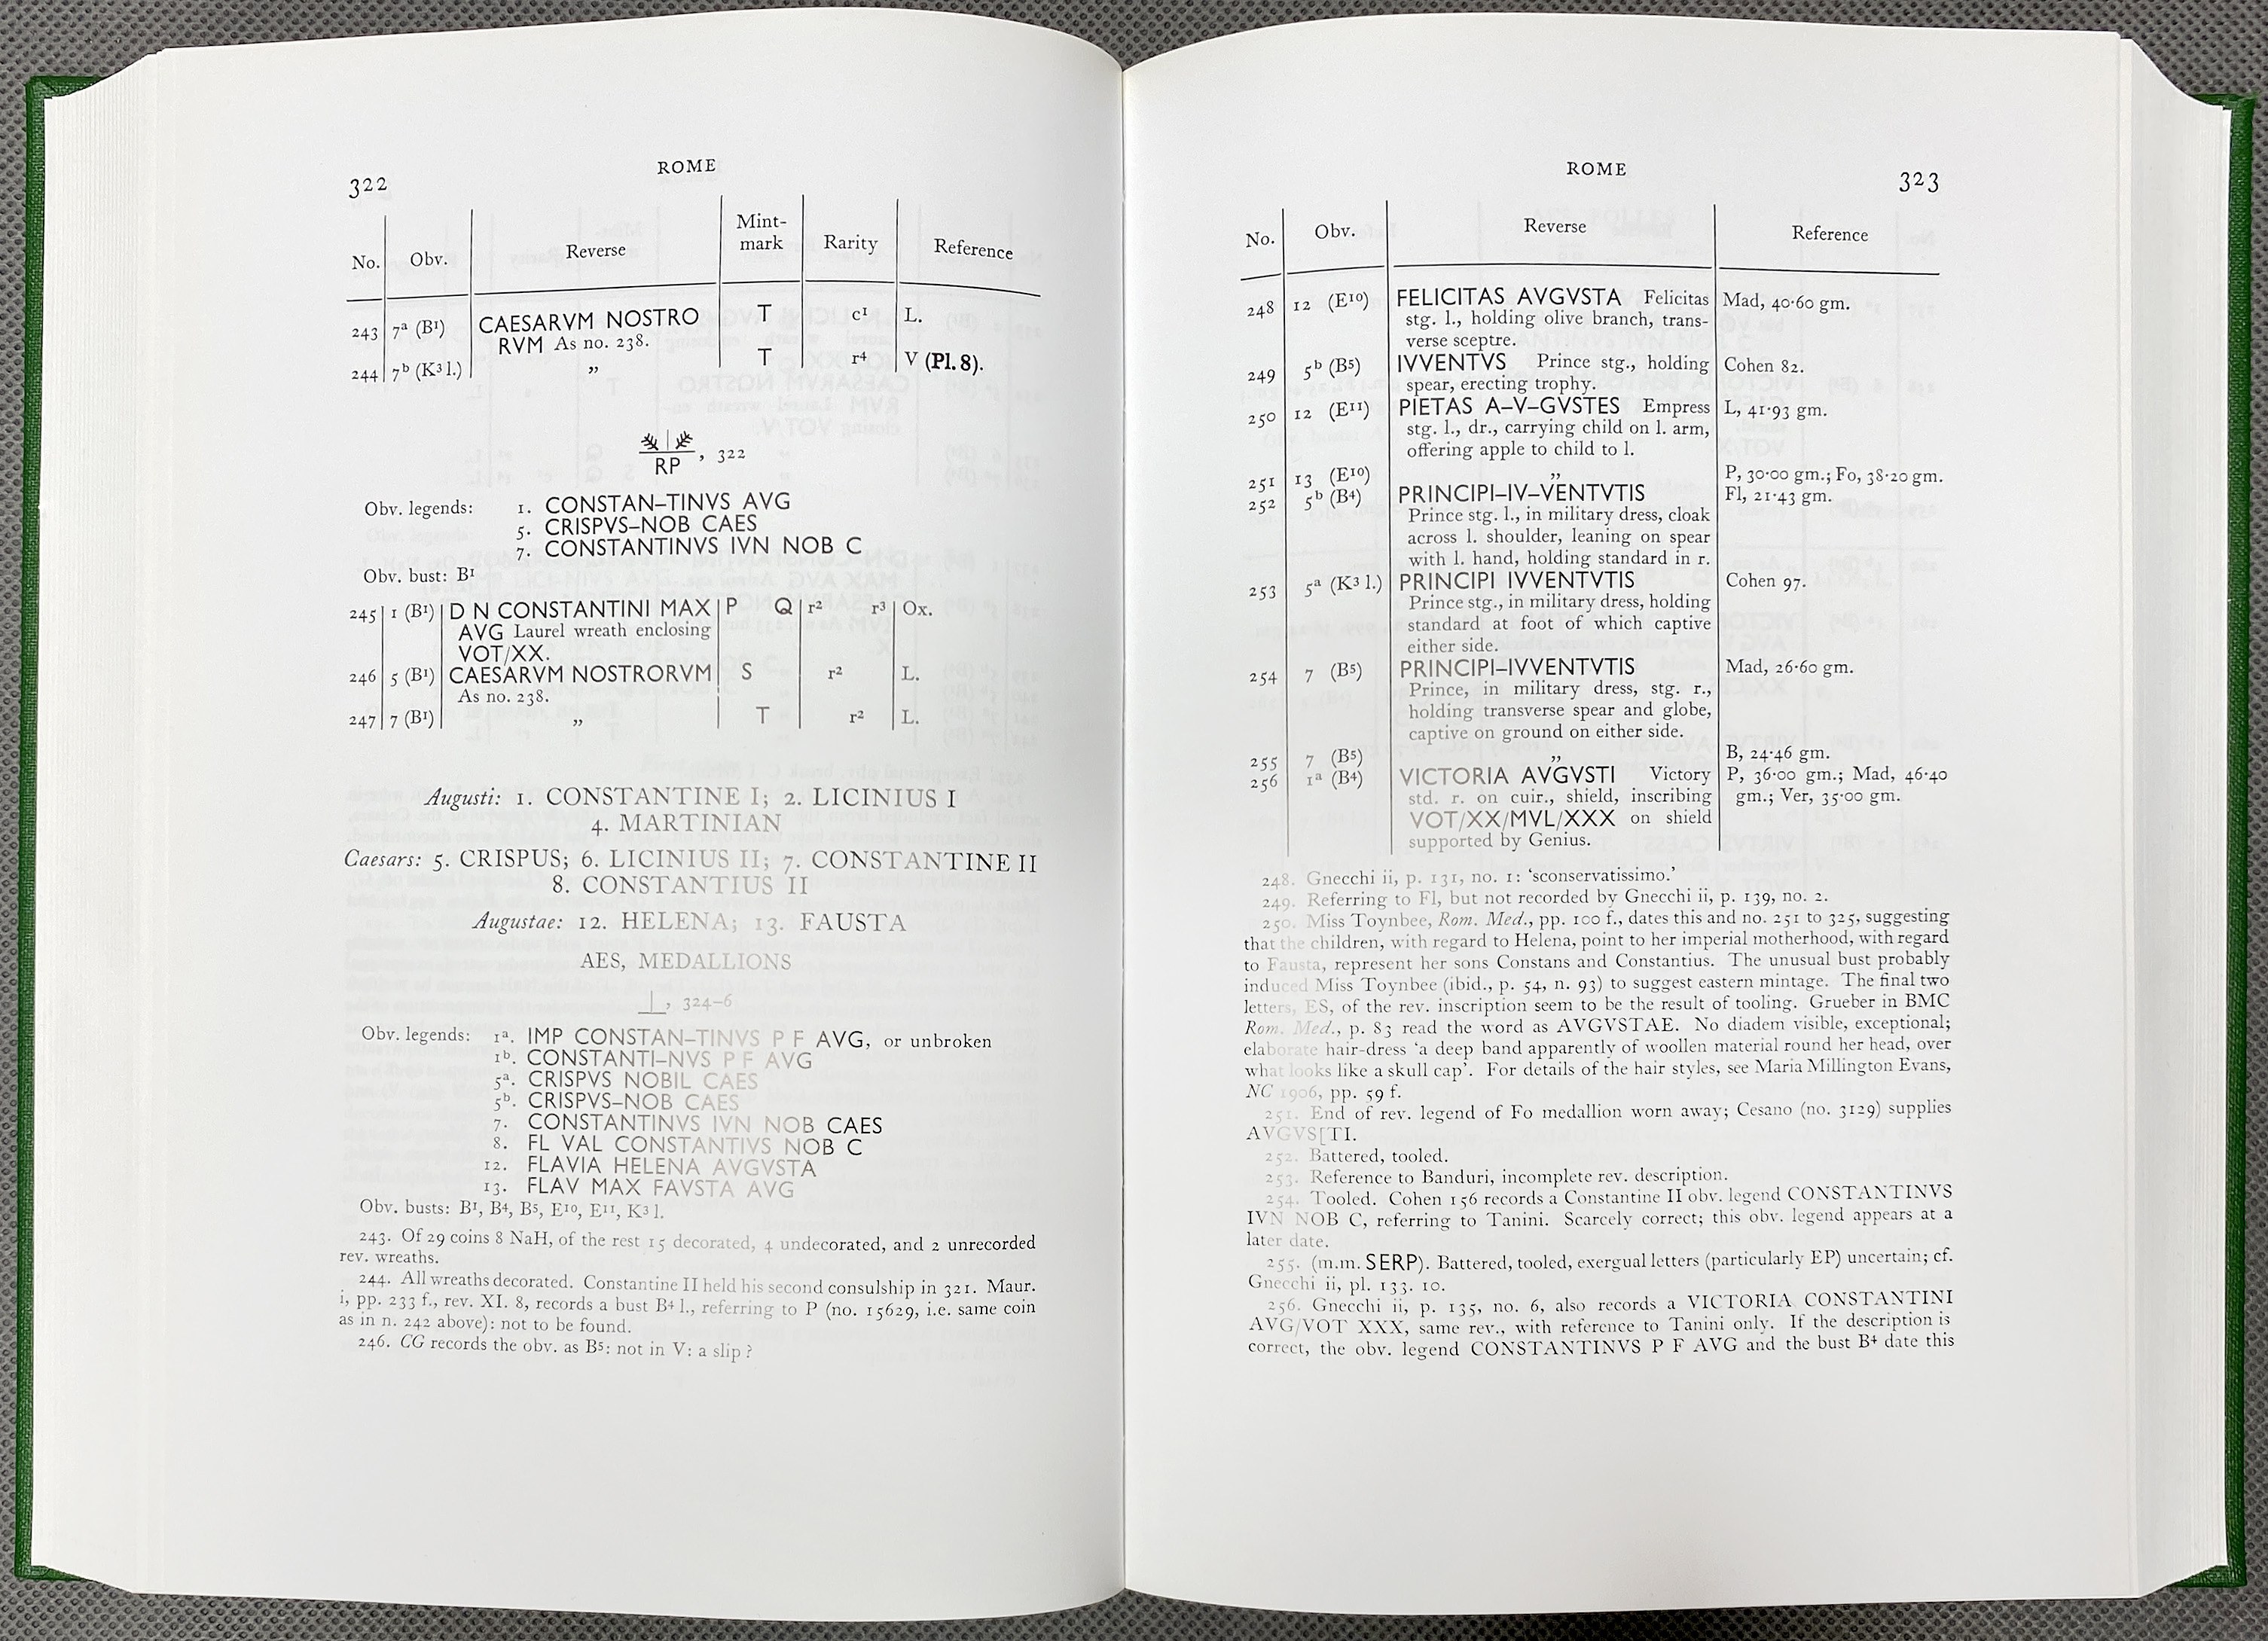 322
ROME
No. Obv. Reverse Mint- mark Rarity Reference
243 7ᵃ (B¹) CAESARVM NOSTRO T c¹ L.
RVM As no. 238.
244 7ᵇ (K³ l.) ” T r⁴ V (Pl. 8).
RP, 322
Obv. legends: 1. CONSTAN–TINVS AVG
5. CRISPVS–NOB CAES
7. CONSTANTINVS IVN NOB C
Obv. bust: B¹
245 1 (B¹) D N CONSTANTINI MAX P Q r² r³ Ox.
AVG Laurel wreath enclosing
VOT/XX.
246 5 (B¹) CAESARVM NOSTRORVM S r² L.
As no. 238.
247 7 (B¹) ” T r² L.
Augusti: 1. CONSTANTINE I; 2. LICINIUS I
4. MARTINIAN
Caesars: 5. CRISPUS; 6. LICINIUS II; 7. CONSTANTINE II
8. CONSTANTIUS II
Augustae: 12. HELENA; 13. FAUSTA
AES, MEDALLIONS
, 324–6
Obv. legends: 1ᵃ. IMP CONSTAN–TINVS P F AVG, or unbroken
1ᵇ. CONSTANTI–NVS P F AVG
5ᵃ. CRISPVS NOBIL CAES
5ᵇ. CRISPVS–NOB CAES
7. CONSTANTINVS IVN NOB CAES
8. FL VAL CONSTANTIVS NOB C
12. FLAVIA HELENA AVGVSTA
13. FLAV MAX FAVSTA AVG
Obv. busts: B¹, B⁴, B⁵, E¹⁰, E¹¹, K³ l.
243. Of 29 coins 8 NaH, of the rest 15 decorated, 4 undecorated, and 2 unrecorded
rev. wreaths.
244. All wreaths decorated. Constantine II held his second consulship in 321. Maur.
i, pp. 233 f., rev. XI. 8, records a bust B⁴ l., referring to P (no. 15629, i.e. same coin
as in n. 242 above): not to be found.
246. CG records the obv. as B⁵: not in V: a slip?
ROME
323
No. Obv. Reverse Reference
248 12 (E¹⁰) FELICITAS AVGVSTA Felicitas Mad, 40·60 gm.
stg. l., holding olive branch, trans-
verse sceptre.
249 5ᵇ (B⁵) IVVENTVS Prince stg., holding Cohen 82.
spear, erecting trophy.
250 12 (E¹¹) PIETAS A–V–GVSTES Empress L, 41·93 gm.
stg. l., dr., carrying child on l. arm,
offering apple to child to l.
251 13 (E¹⁰) ” P, 30·00 gm.; Fo, 38·20 gm.
252 5ᵇ (B⁴) PRINCIPI–IV–VENTVTIS Fl, 21·43 gm.
Prince stg. l., in military dress, cloak
across l. shoulder, leaning on spear
with l. hand, holding standard in r.
253 5ᵃ (K³ l.) PRINCIPI IVVENTVTIS Cohen 97.
Prince stg., in military dress, holding
standard at foot of which captive
either side.
254 7 (B⁵) PRINCIPI–IVVENTVTIS Mad, 26·60 gm.
Prince, in military dress, stg. r.,
holding transverse spear and globe,
captive on ground on either side.
255 7 (B⁵) ” B, 24·46 gm.
256 1ᵃ (B⁴) VICTORIA AVGVSTI Victory P, 36·00 gm.; Mad, 46·40
std. r. on cuir., shield, inscribing gm.; Ver, 35·00 gm.
VOT/XX/MVL/XXX on shield
supported by Genius.
248. Gnecchi ii, p. 131, no. 1: ‘sconservatissimo.’
249. Referring to Fl, but not recorded by Gnecchi ii, p. 139, no. 2.
250. Miss Toynbee, Rom. Med., pp. 100 f., dates this and no. 251 to 325, suggesting
that the children, with regard to Helena, point to her imperial motherhood, with regard
to Fausta, represent her sons Constans and Constantius. The unusual bust probably
induced Miss Toynbee (ibid., p. 54, n. 93) to suggest eastern mintage. The final two
letters, ES, of the rev. inscription seem to be the result of tooling. Grueber in BMC
Rom. Med., p. 83 read the word as AVGVSTAE. No diadem visible, exceptional;
elaborate hair-dress ‘a deep band apparently of woollen material round her head, over
what looks like a skull cap’. For details of the hair styles, see Maria Millington Evans,
NC 1906, pp. 59 f.
251. End of rev. legend of Fo medallion worn away; Cesano (no. 3129) supplies
AVGVS[TI.
252. Battered, tooled.
253. Reference to Banduri, incomplete rev. description.
254. Tooled. Cohen 156 records a Constantine II obv. legend CONSTANTINVS
IVN NOB C, referring to Tanini. Scarcely correct; this obv. legend appears at a
later date.
255. (m.m. SERP). Battered, tooled, exergual letters (particularly EP) uncertain; cf.
Gnecchi ii, pl. 133. 10.
256. Gnecchi ii, p. 135, no. 6, also records a VICTORIA CONSTANTINI
AVG/VOT XXX, same rev., with reference to Tanini only. If the description is
correct, the obv. legend CONSTANTINVS P F AVG and the bust B⁴ date this